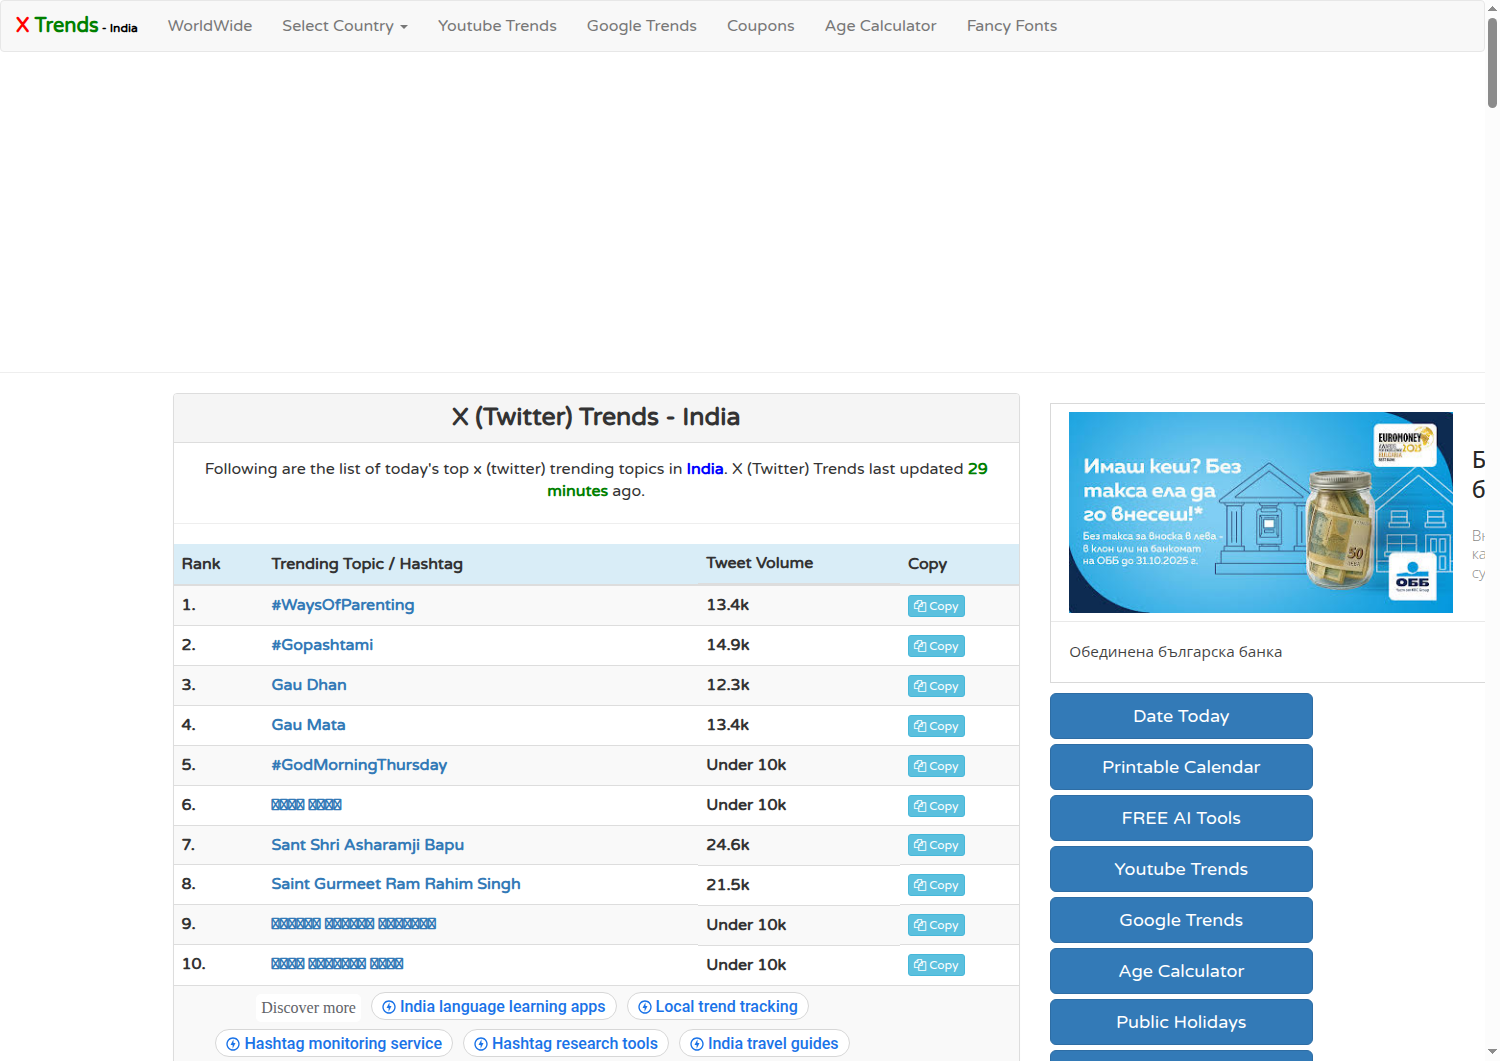 X Trends - India
WorldWide
Select Country
Youtube Trends
Google Trends
Coupons
Age Calculator
Fancy Fonts
X (Twitter) Trends - India
Following are the list of today's top x (twitter) trending topics in India. X (Twitter) Trends last updated 29
minutes ago.
Rank Trending Topic / Hashtag Tweet Volume Copy
1. #WaysOfParenting 13.4k Copy
2. #Gopashtami 14.9k Copy
3. Gau Dhan 12.3k Copy
4. Gau Mata 13.4k Copy
5. #GodMorningThursday Under 10k Copy
6. Under 10k Copy
7. Sant Shri Asharamji Bapu 24.6k Copy
8. Saint Gurmeet Ram Rahim Singh 21.5k Copy
9. Under 10k Copy
10. Under 10k Copy
Discover more
India language learning apps
Local trend tracking
Hashtag monitoring service
Hashtag research tools
India travel guides
Имаш кеш? Без
такса ела да
го внесеш!*
Без такса за вноска в лева -
в клон или на банкомат
на ОББ до 31.10.2025 г.
EUROMONEY
50
ОББ
Обединена българска банка
Date Today
Printable Calendar
FREE AI Tools
Youtube Trends
Google Trends
Age Calculator
Public Holidays